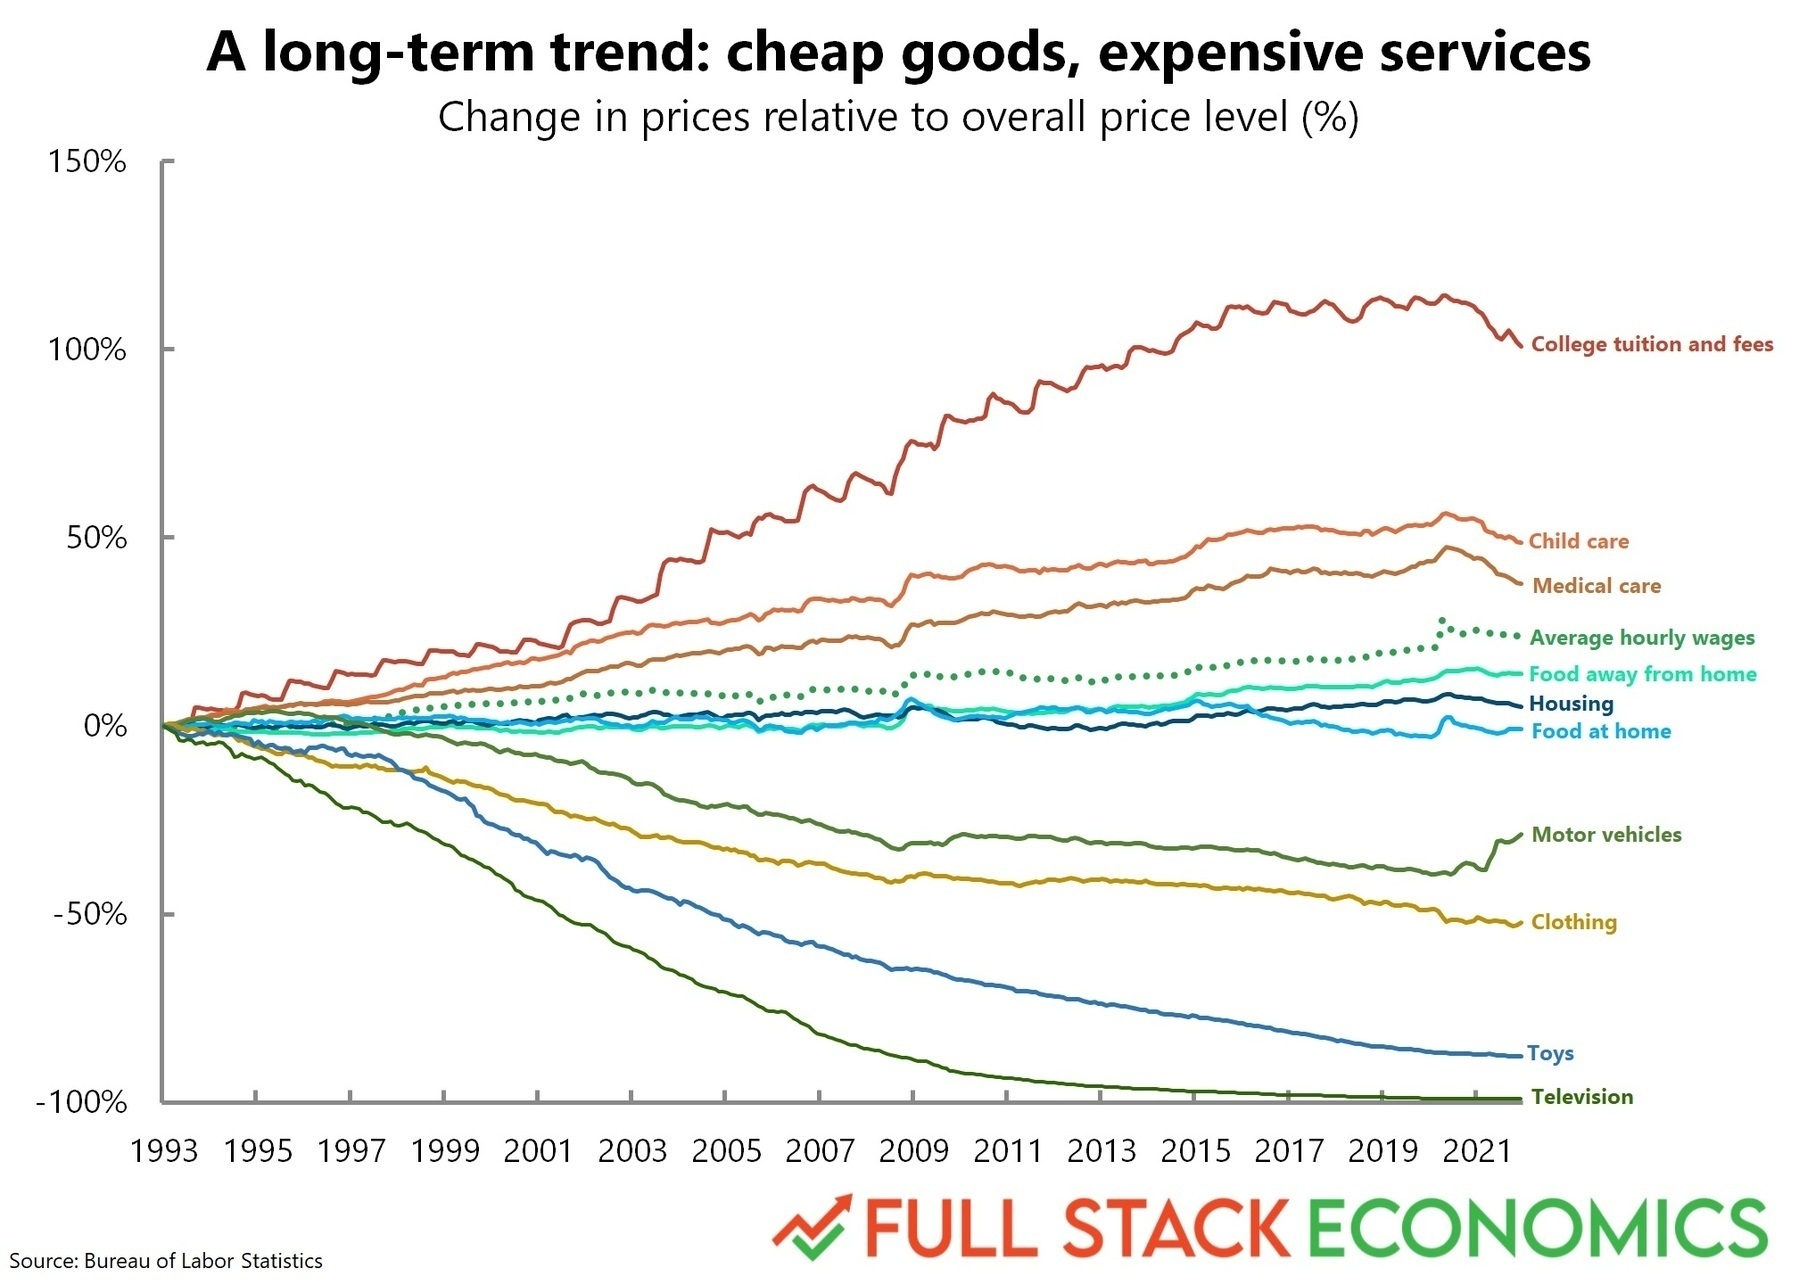 A long-term trend: cheap goods, expensive services
Change in prices relative to overall price level (%)
150%
100%
50%
0%
-50%
-100%
College tuition and fees
Child care
Medical care
Average hourly wages
Food away from home
Housing
Food at home
Motor vehicles
Clothing
Toys
Television
1993 1995 1997 1999 2001 2003 2005 2007 2009 2011 2013 2015 2017 2019 2021
FULL STACK ECONOMICS
Source: Bureau of Labor Statistics